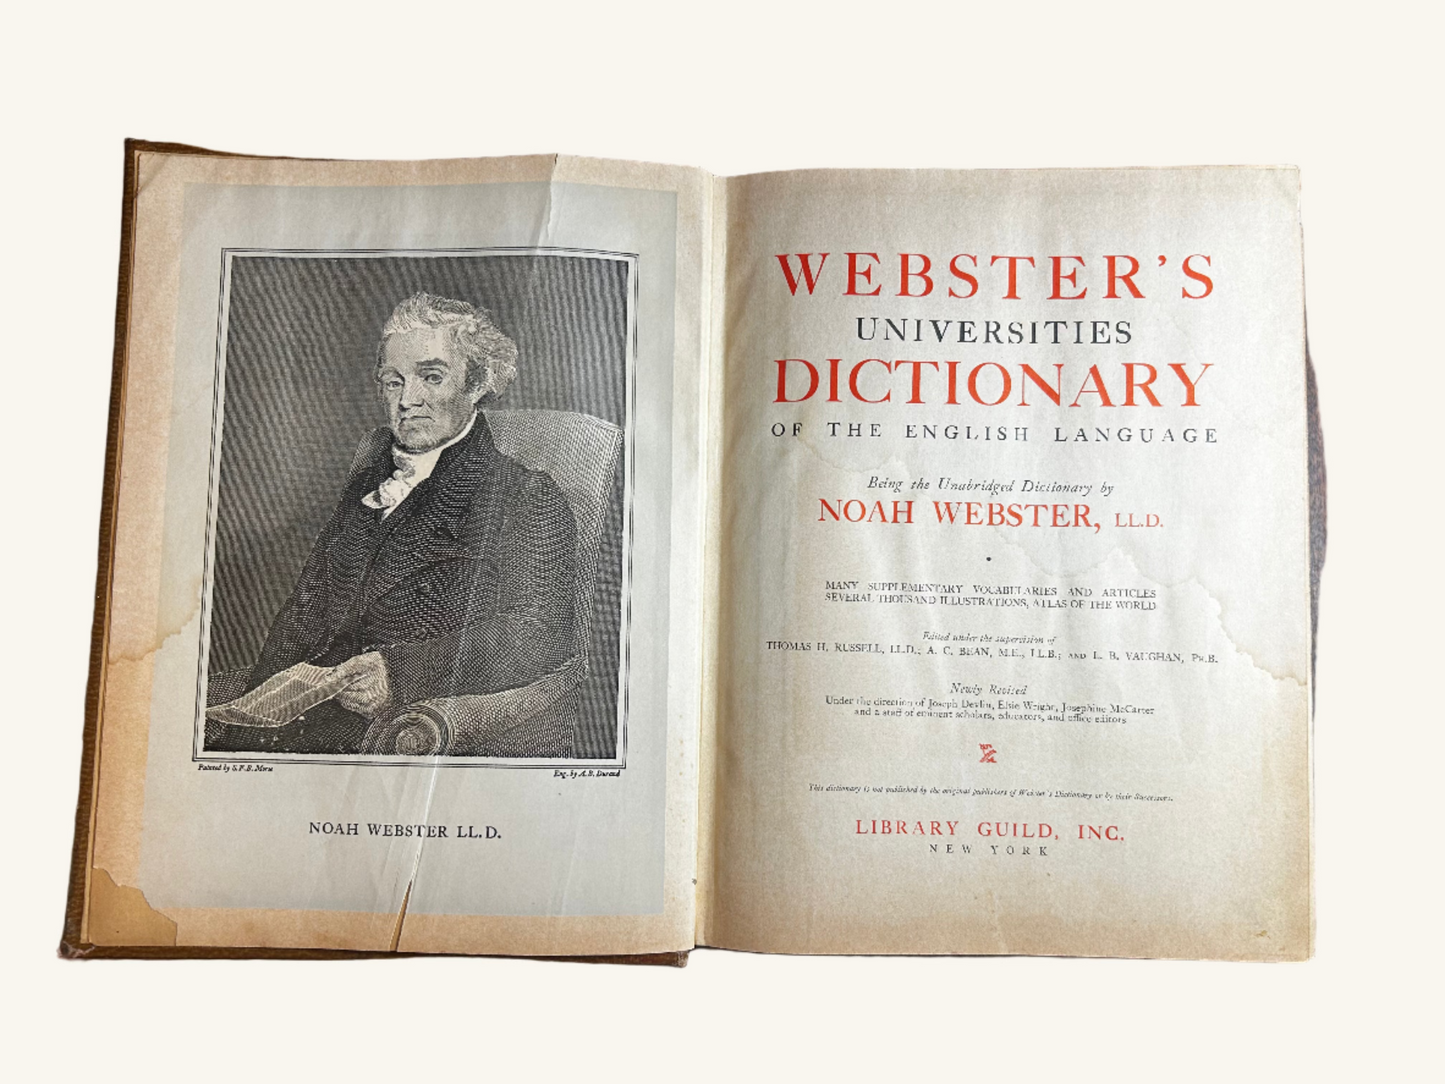 Painted by S.F.B. Morse
Eng. by A.B. Durand
NOAH WEBSTER LL.D.
WEBSTER'S
UNIVERSITIES
DICTIONARY
OF THE ENGLISH LANGUAGE
Being the Unabridged Dictionary by
NOAH WEBSTER, LL.D.
MANY SUPPLEMENTARY VOCABULARIES AND ARTICLES
SEVERAL THOUSAND ILLUSTRATIONS, ATLAS OF THE WORLD
Edited under the supervision of
THOMAS H. RUSSELL, LL.D.; A. C. BEAN, M.E., LL.B.; AND L. B. VAUGHAN, PH.B.
Newly Revised
Under the direction of Joseph Devlin, Elsie Wright, Josephine McCarter
and a staff of eminent scholars, educators, and office editors
This dictionary is not published by the original publishers of Webster's Dictionary or by their Successors.
LIBRARY GUILD, INC.
NEW YORK